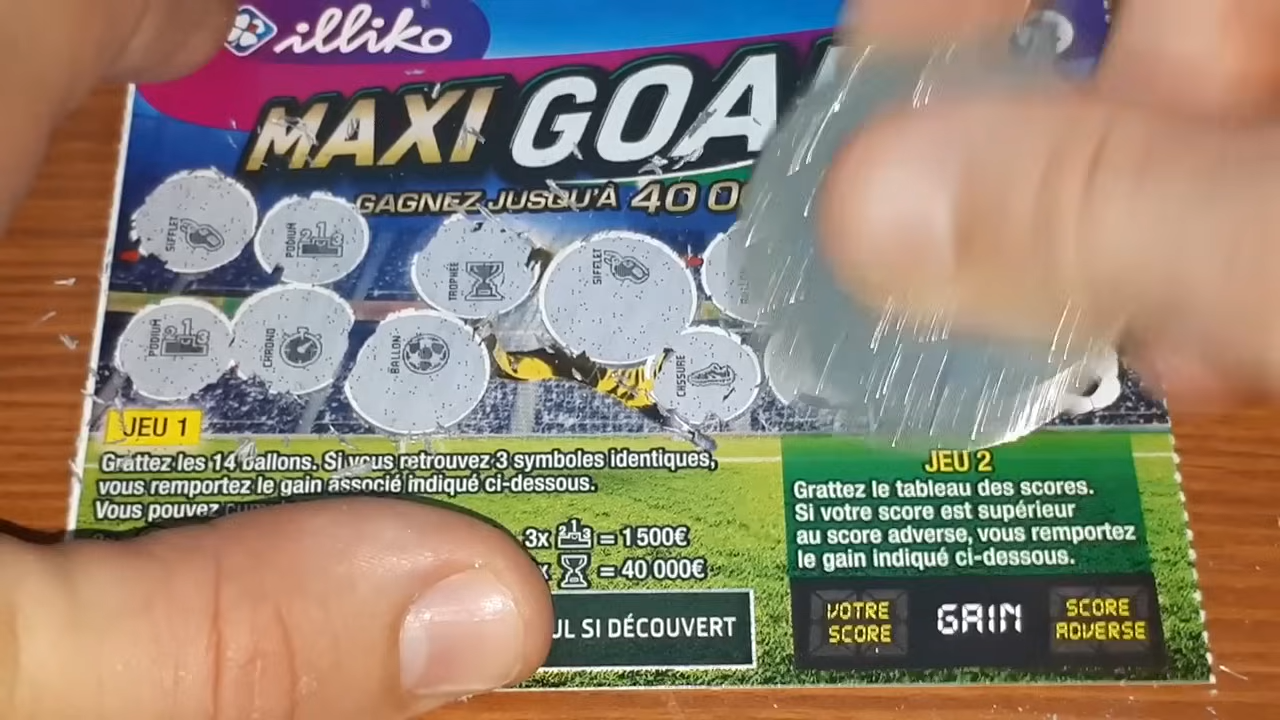 illiko
MAXI GOA
GAGNEZ JUSQU'À 40 00
SIFFLET
PODIUM
TROPHÉE
SIFFLET
PODIUM
CHRONO
BALLON
CHSSURE
JEU 1
Grattez les 14 ballons. Si vous retrouvez 3 symboles identiques,
vous remportez le gain associé indiqué ci-dessous.
Vous pouvez
3x = 1 500€
= 40 000€
UL SI DÉCOUVERT
JEU 2
Grattez le tableau des scores.
Si votre score est supérieur
au score adverse, vous remportez
le gain indiqué ci-dessous.
VOTRE
SCORE
GAIN
SCORE
ADVERSE